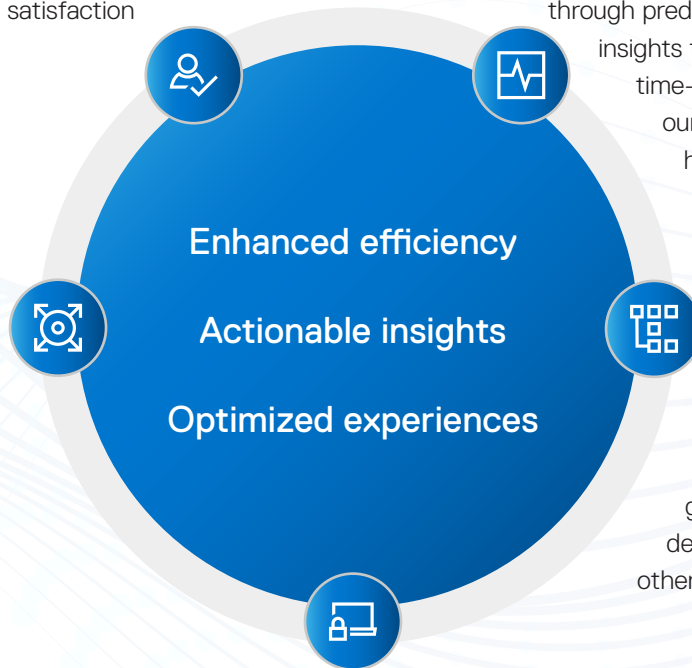 satisfaction
through pred
insights
time-
our
h
Enhanced efficiency
Actionable insights
Optimized experiences
g
de
other